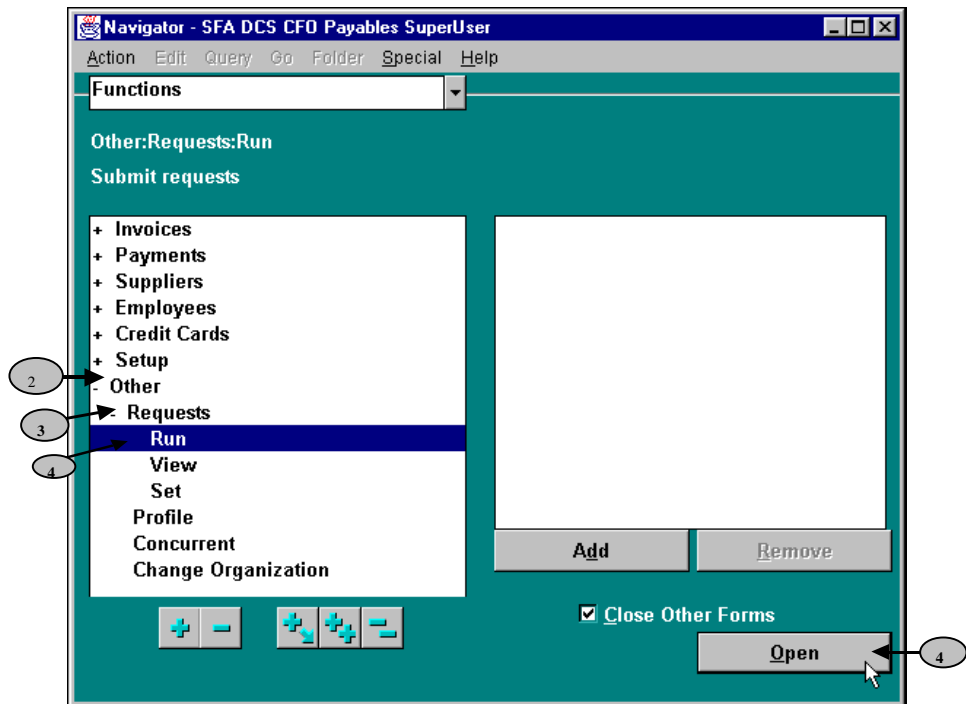 Navigator - SFA DCS CFO Payables SuperUser
Action Edit Query Go Folder Special Help
Functions
Other:Requests:Run
Submit requests
+ Invoices
+ Payments
+ Suppliers
+ Employees
+ Credit Cards
+ Setup
2
- Other
3
- Requests
4
Run
View
Set
Profile
Concurrent
Change Organization
Add Remove
Close Other Forms
Open
4